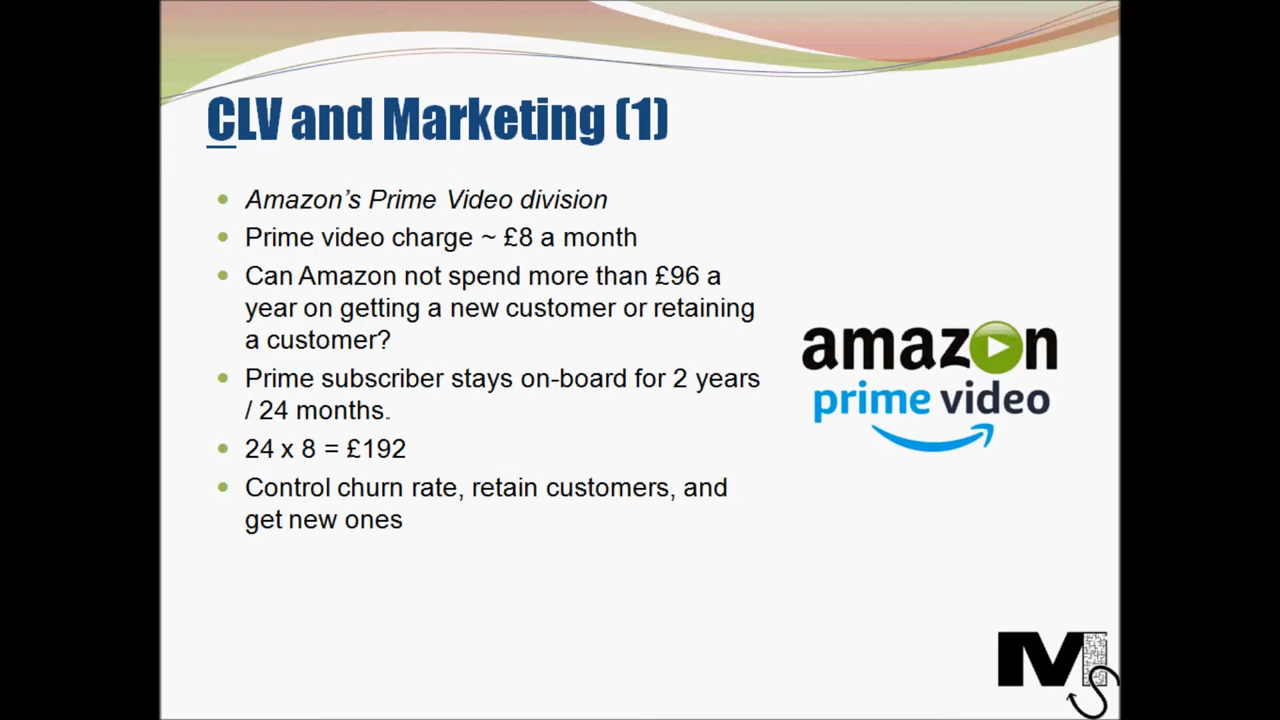 CLV and Marketing (1)
Amazon's Prime Video division
Prime video charge ~ £8 a month
Can Amazon not spend more than £96 a
year on getting a new customer or retaining
a customer?
Prime subscriber stays on-board for 2 years
/ 24 months.
24 x 8 = £192
Control churn rate, retain customers, and
get new ones
amazon
prime video
M S